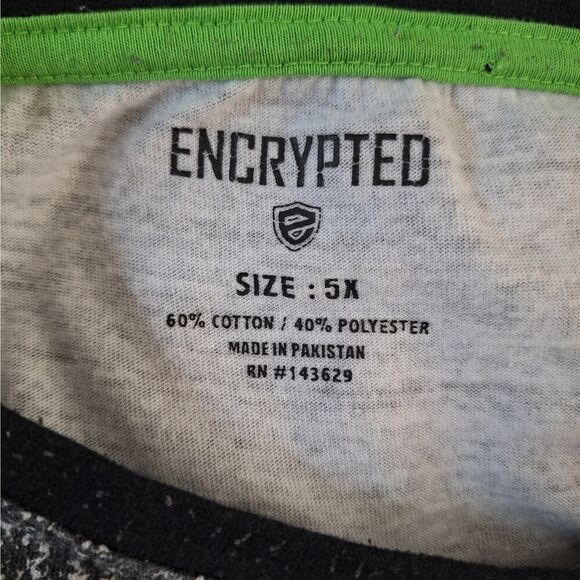 ENCRYPTED
e
SIZE : 5X
60% COTTON / 40% POLYESTER
MADE IN PAKISTAN
RN #143629